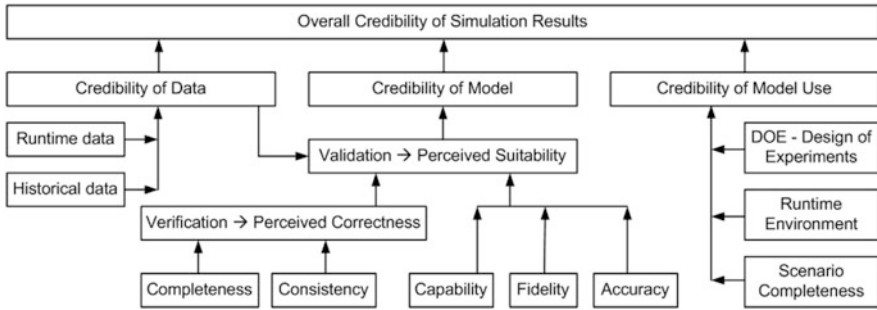 Overall Credibility of Simulation Results
Credibility of Data
Credibility of Model
Credibility of Model Use
Runtime data
Historical data
Validation → Perceived Suitability
DOE - Design of
Experiments
Verification → Perceived Correctness
Runtime
Environment
Completeness
Consistency
Capability
Fidelity
Accuracy
Scenario
Completeness